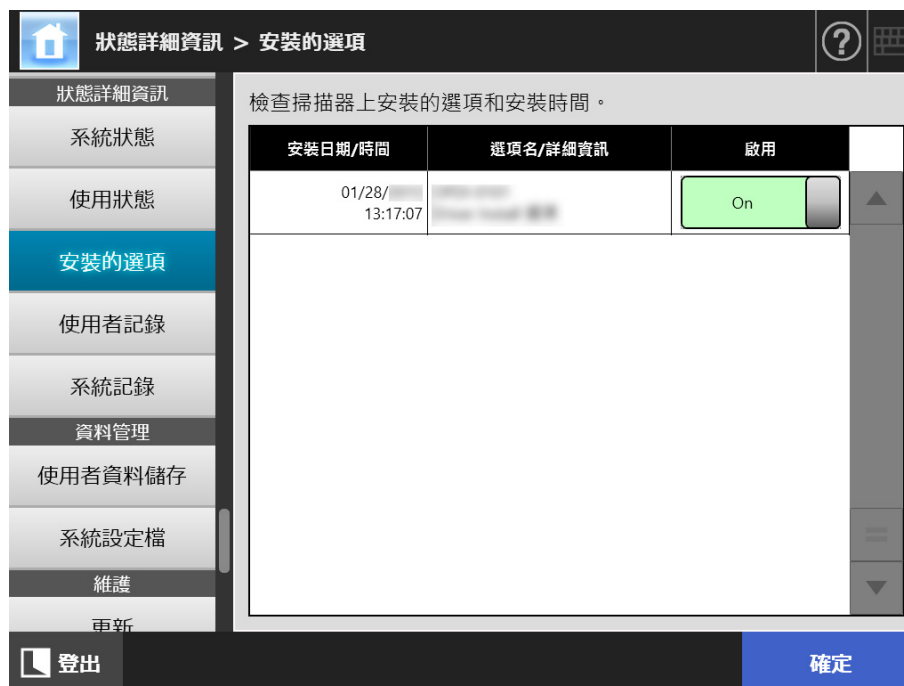 狀態詳細資訊 > 安裝的選項
?
狀態詳細資訊
系統狀態
使用狀態
安裝的選項
使用者記錄
系統記錄
資料管理
使用者資料儲存
系統設定檔
維護
更新
檢查掃描器上安裝的選項和安裝時間。
安裝日期/時間 選項名/詳細資訊 啟用
01/28/
13:17:07
On
登出
確定